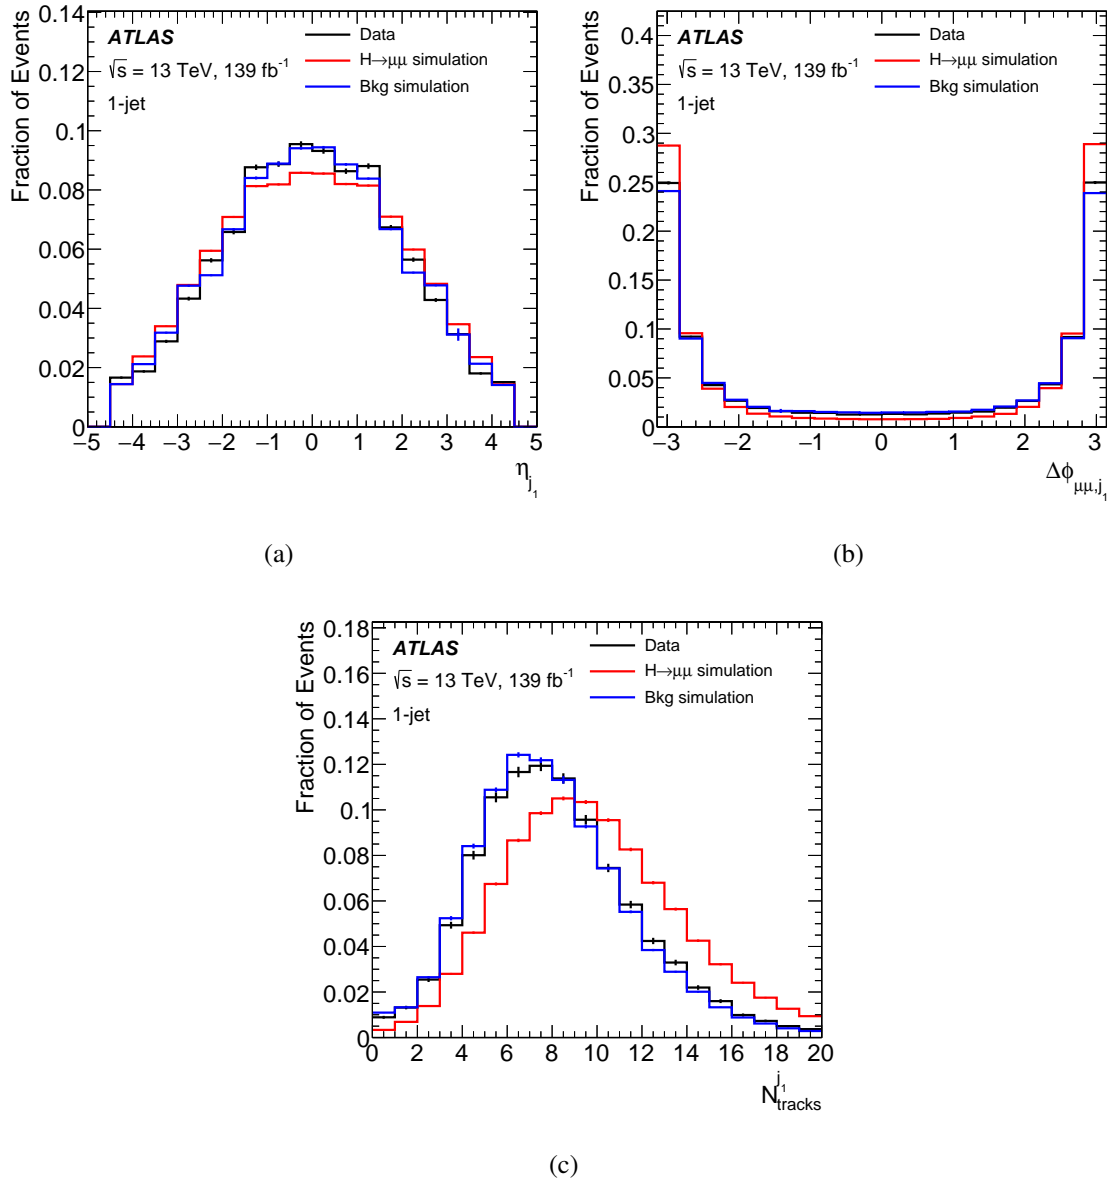 Fraction of Events
0.14
0.12
0.1
0.08
0.06
0.04
0.02
0
ATLAS
√s = 13 TeV, 139 fb⁻¹
1-jet
Data
H→μμ simulation
Bkg simulation
−5 −4 −3 −2 −1 0 1 2 3 4 5
η_j₁
(a)
Fraction of Events
0.4
0.35
0.3
0.25
0.2
0.15
0.1
0.05
0
ATLAS
√s = 13 TeV, 139 fb⁻¹
1-jet
Data
H→μμ simulation
Bkg simulation
−3 −2 −1 0 1 2 3
Δϕ_μμ,j₁
(b)
Fraction of Events
0.18
0.16
0.14
0.12
0.1
0.08
0.06
0.04
0.02
0
ATLAS
√s = 13 TeV, 139 fb⁻¹
1-jet
Data
H→μμ simulation
Bkg simulation
0 2 4 6 8 10 12 14 16 18 20
N^j₁_tracks
(c)